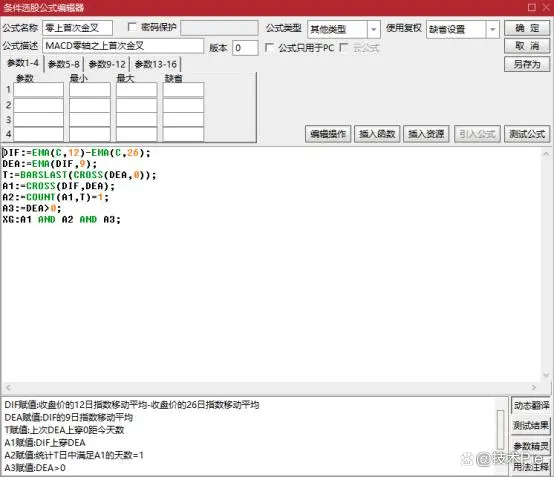 条件选股公式编辑器
公式名称 零上首次金叉 密码保护 公式类型 其他类型 使用复权 缺省设置 确 定
公式描述 MACD零轴之上首次金叉 版本 0 公式只用于PC 云公式 取 消
参数1-4 参数5-8 参数9-12 参数13-16 另存为
参数 最小 最大 缺省
1
2
3
4
编辑操作 插入函数 插入资源 引入公式 测试公式
DIF:=EMA(C,12)-EMA(C,26);
DEA:=EMA(DIF,9);
T:=BARSLAST(CROSS(DEA,0));
A1:=CROSS(DIF,DEA);
A2:=COUNT(A1,T)=1;
A3:=DEA>0;
XG:A1 AND A2 AND A3;
DIF赋值:收盘价的12日指数移动平均-收盘价的26日指数移动平均
DEA赋值:DIF的9日指数移动平均
T赋值:上次DEA上穿0距今天数
A1赋值:DIF上穿DEA
A2赋值:统计T日中满足A1的天数=1
A3赋值:DEA>0
动态翻译
测试结果
参数精灵
用法注释